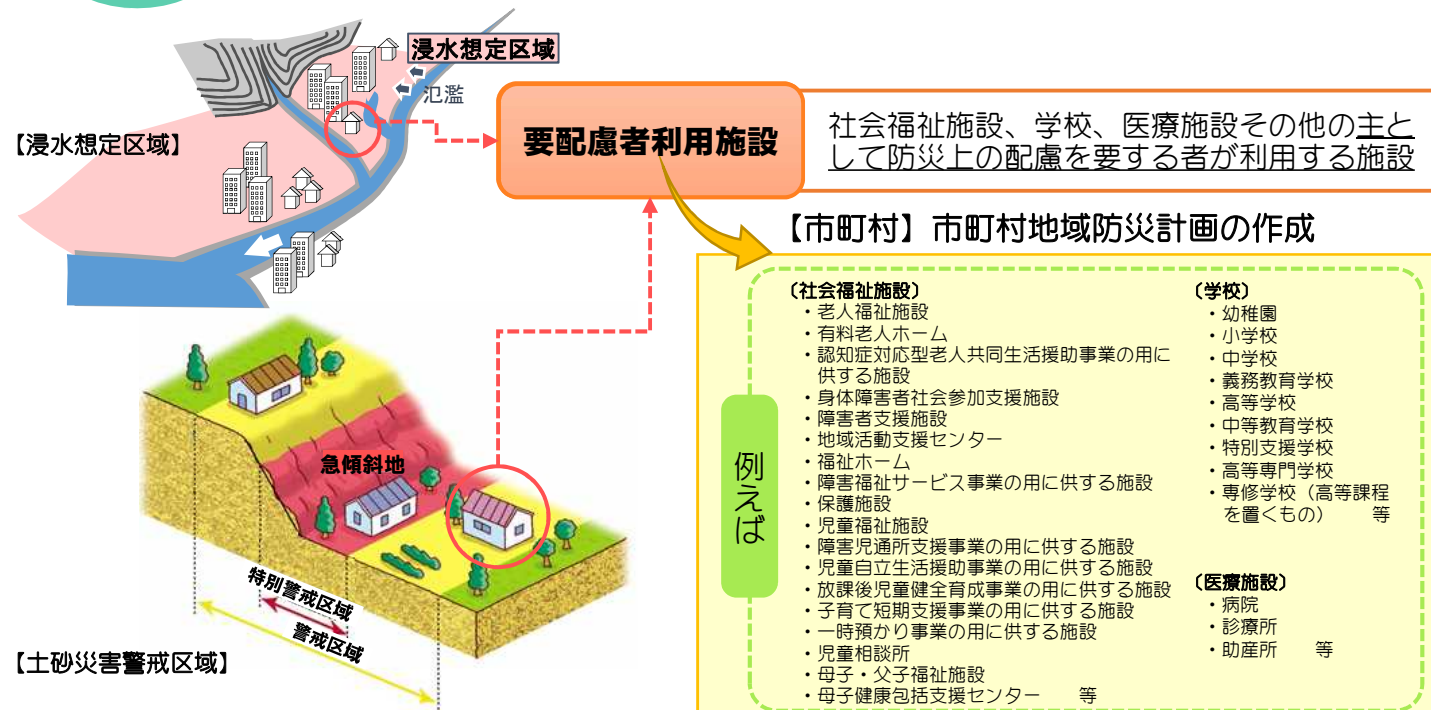 浸水想定区域
氾濫
【浸水想定区域】
要配慮者利用施設
社会福祉施設、学校、医療施設その他の主と
して防災上の配慮を要する者が利用する施設
【市町村】市町村地域防災計画の作成
例えば
（社会福祉施設）
・老人福祉施設
・有料老人ホーム
・認知症対応型老人共同生活援助事業の用に
供する施設
・身体障害者社会参加支援施設
・障害者支援施設
・地域活動支援センター
・福祉ホーム
・障害福祉サービス事業の用に供する施設
・保護施設
・児童福祉施設
・障害児通所支援事業の用に供する施設
・児童自立生活援助事業の用に供する施設
・放課後児童健全育成事業の用に供する施設
・子育て短期支援事業の用に供する施設
・一時預かり事業の用に供する施設
・児童相談所
・母子・父子福祉施設
・母子健康包括支援センター　等
（学校）
・幼稚園
・小学校
・中学校
・義務教育学校
・高等学校
・中等教育学校
・特別支援学校
・高等専門学校
・専修学校（高等課程
を置くもの）　等
（医療施設）
・病院
・診療所
・助産所　等
急傾斜地
特別警戒区域
警戒区域
【土砂災害警戒区域】